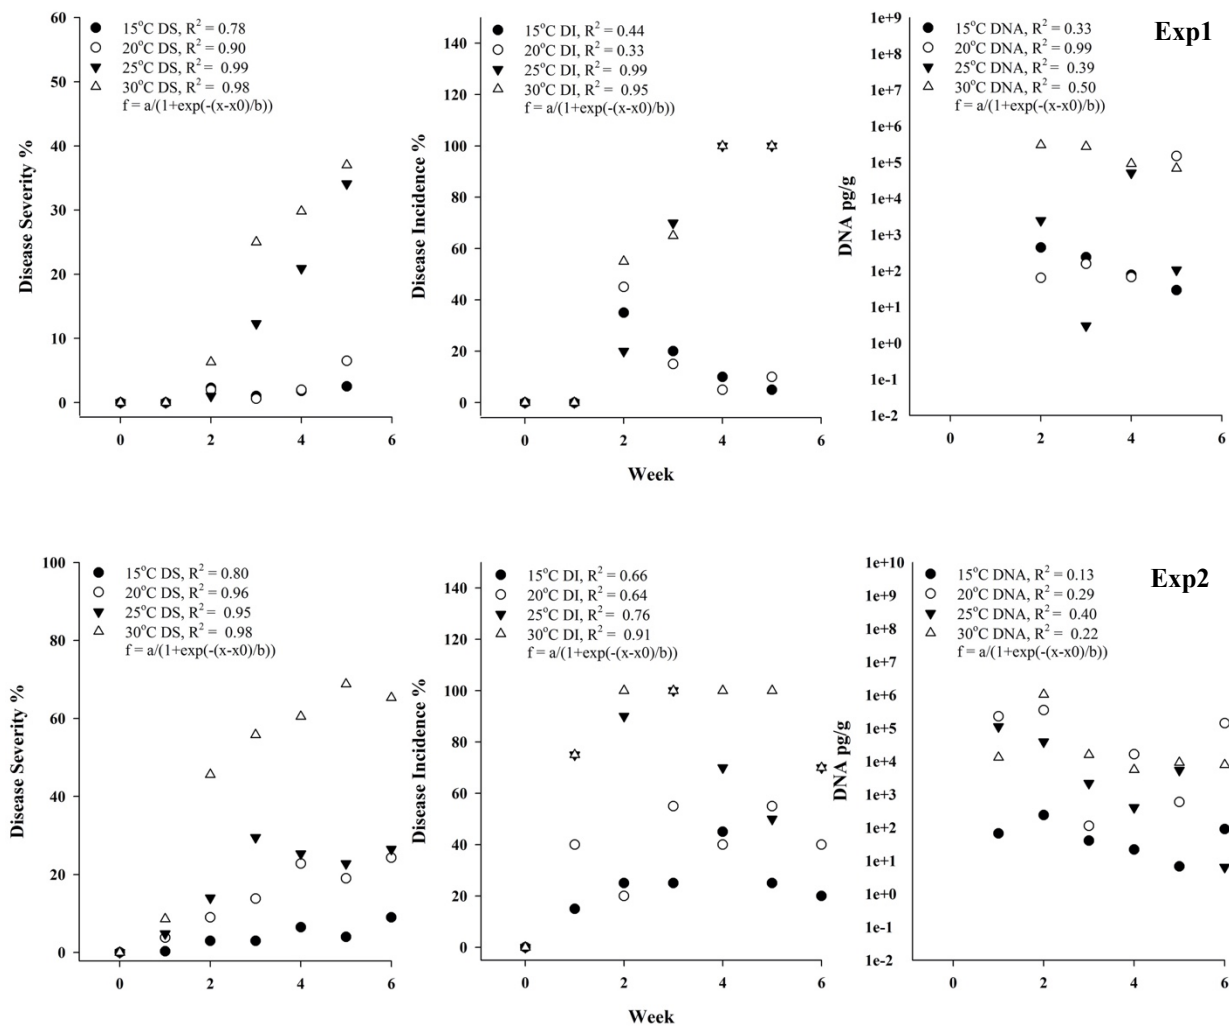 Exp1
Disease Severity %
60
50
40
30
20
10
0
15°C DS, R² = 0.78
20°C DS, R² = 0.90
25°C DS, R² = 0.99
30°C DS, R² = 0.98
f = a/(1+exp(-(x-x0)/b))
0 2 4 6
Disease Incidence %
140
120
100
80
60
40
20
0
15°C DI, R² = 0.44
20°C DI, R² = 0.33
25°C DI, R² = 0.99
30°C DI, R² = 0.95
f = a/(1+exp(-(x-x0)/b))
0 2 4 6
Week
DNA pg/g
1e+9
1e+8
1e+7
1e+6
1e+5
1e+4
1e+3
1e+2
1e+1
1e+0
1e-1
1e-2
15°C DNA, R² = 0.33
20°C DNA, R² = 0.99
25°C DNA, R² = 0.39
30°C DNA, R² = 0.50
f = a/(1+exp(-(x-x0)/b))
0 2 4 6
Exp2
Disease Severity %
100
80
60
40
20
0
15°C DS, R² = 0.80
20°C DS, R² = 0.96
25°C DS, R² = 0.95
30°C DS, R² = 0.98
f = a/(1+exp(-(x-x0)/b))
0 2 4 6
Disease Incidence %
140
120
100
80
60
40
20
0
15°C DI, R² = 0.66
20°C DI, R² = 0.64
25°C DI, R² = 0.76
30°C DI, R² = 0.91
f = a/(1+exp(-(x-x0)/b))
0 2 4 6
Week
DNA pg/g
1e+10
1e+9
1e+8
1e+7
1e+6
1e+5
1e+4
1e+3
1e+2
1e+1
1e+0
1e-1
1e-2
15°C DNA, R² = 0.13
20°C DNA, R² = 0.29
25°C DNA, R² = 0.40
30°C DNA, R² = 0.22
f = a/(1+exp(-(x-x0)/b))
0 2 4 6